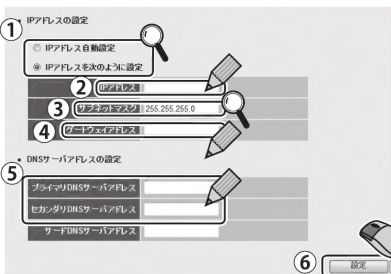 ① • IPアドレスの設定
IPアドレス自動設定
IPアドレスを次のように設定
② IPアドレス
③ サブネットマスク 255.255.255.0
④ ゲートウェイアドレス
• DNSサーバアドレスの設定
⑤ プライマリDNSサーバアドレス
セカンダリDNSサーバアドレス
サードDNSサーバアドレス
⑥ 設定